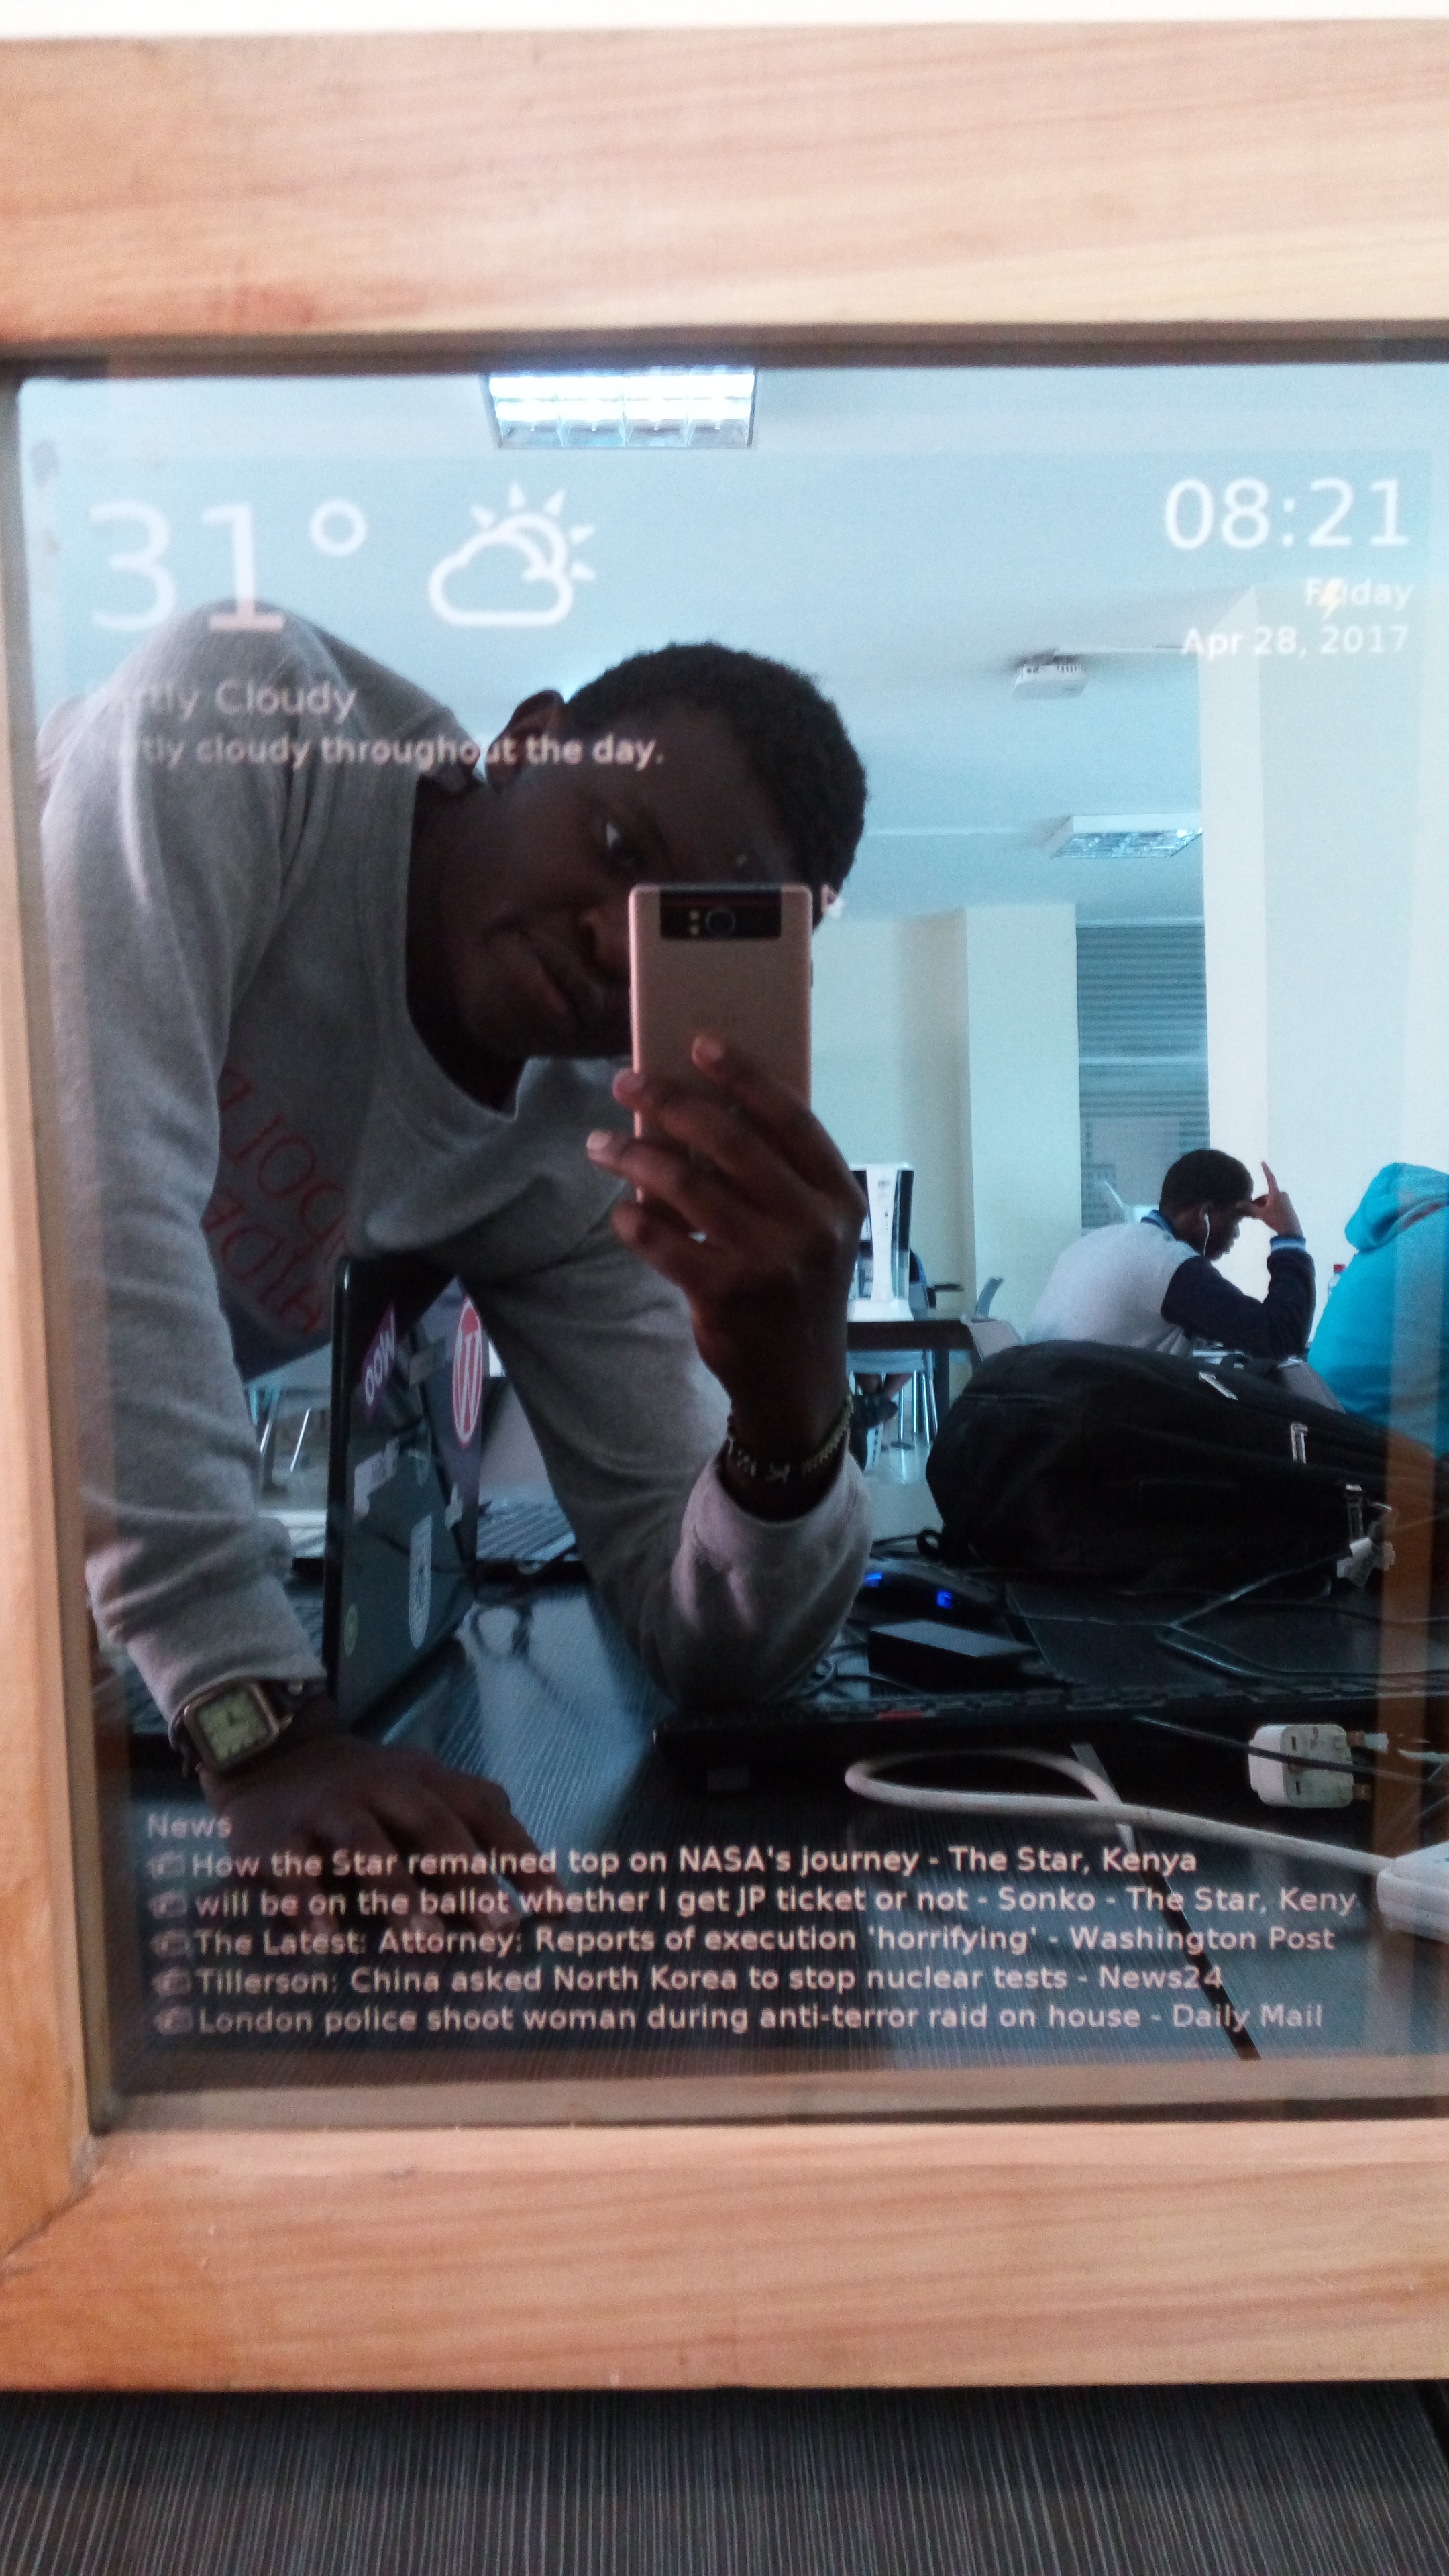 31°
08:21
Friday
Apr 28, 2017
Cloudy
cloudy throughout the day.
News
How the Star remained top on NASA's journey - The Star, Kenya
will be on the ballot whether I get JP ticket or not - Sonko - The Star, Keny
The Latest: Attorney: Reports of execution 'horrifying' - Washington Post
Tillerson: China asked North Korea to stop nuclear tests - News24
London police shoot woman during anti-terror raid on house - Daily Mail